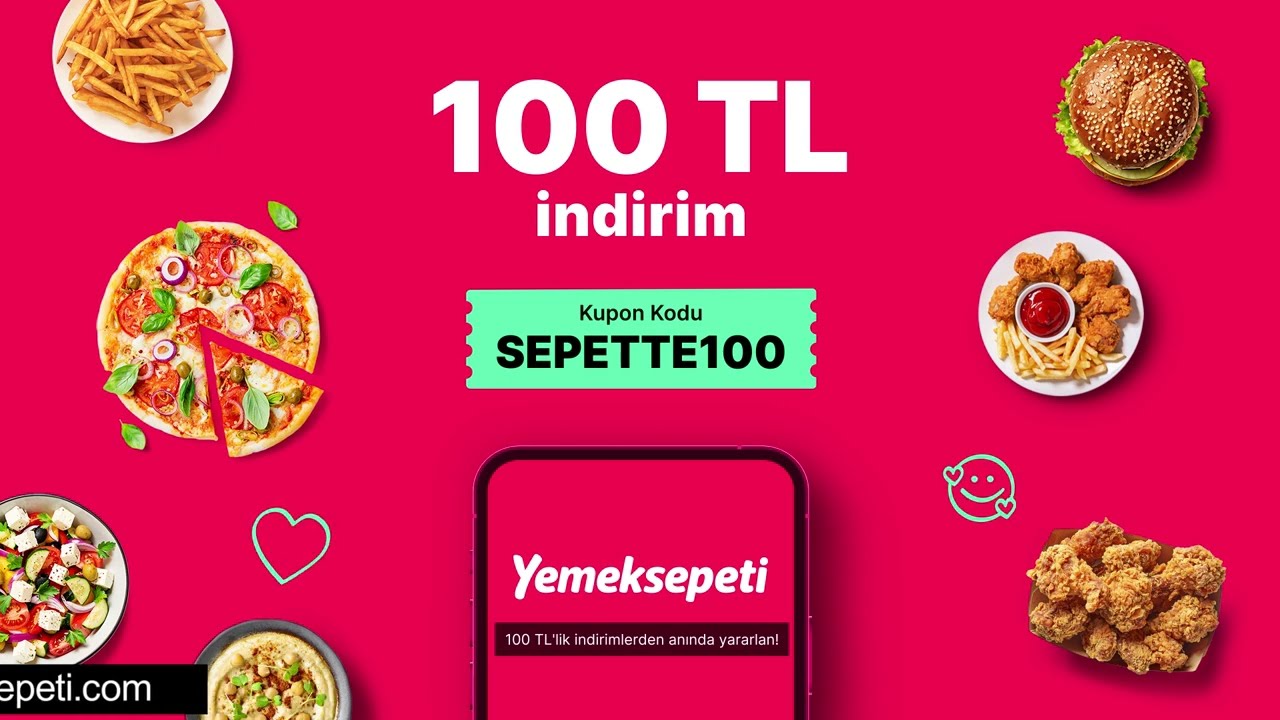 100 TL
indirim
Kupon Kodu
SEPETTE100
Yemeksepeti
100 TL'lik indirimlerden anında yararlan!
epeti.com